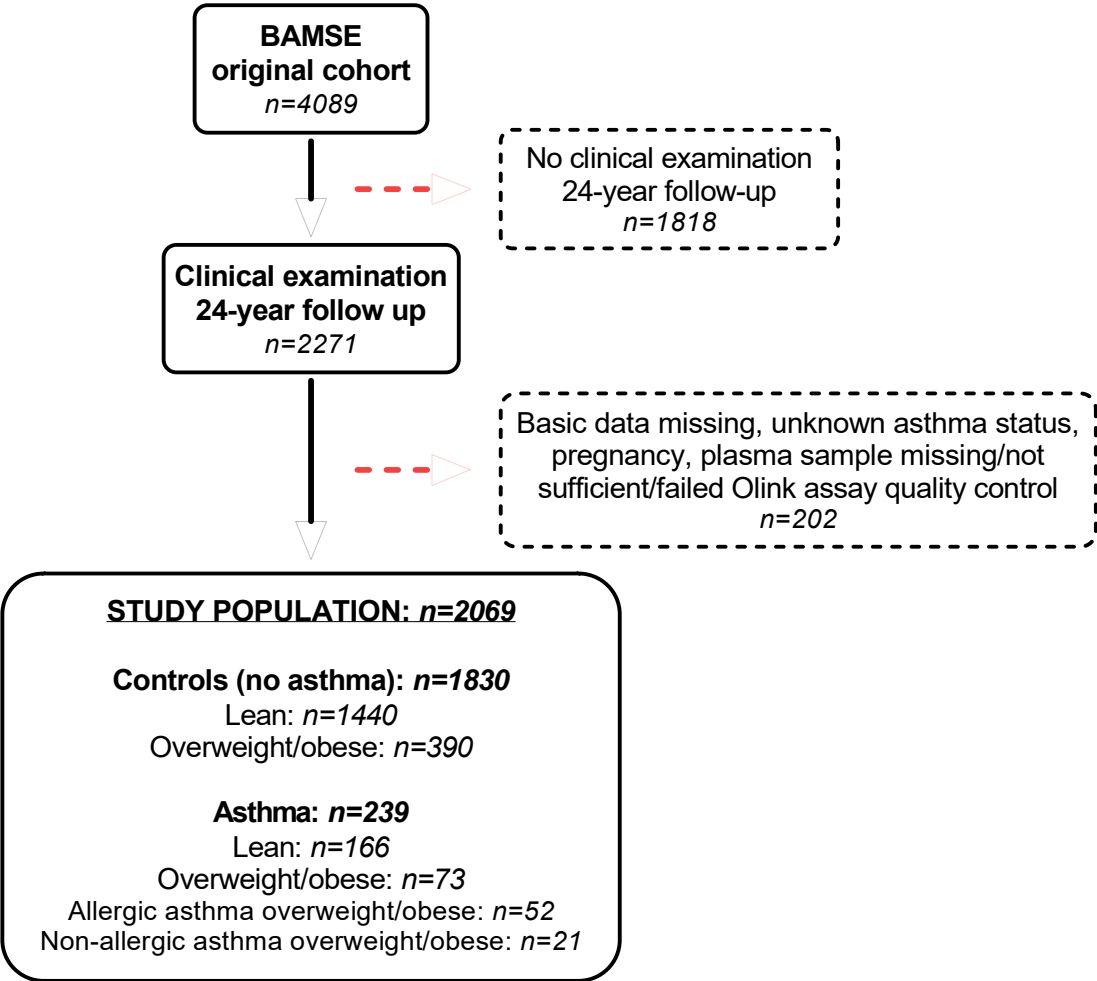 BAMSE
original cohort
n=4089
No clinical examination
24-year follow-up
n=1818
Clinical examination
24-year follow up
n=2271
Basic data missing, unknown asthma status,
pregnancy, plasma sample missing/not
sufficient/failed Olink assay quality control
n=202
STUDY POPULATION: n=2069
Controls (no asthma): n=1830
Lean: n=1440
Overweight/obese: n=390
Asthma: n=239
Lean: n=166
Overweight/obese: n=73
Allergic asthma overweight/obese: n=52
Non-allergic asthma overweight/obese: n=21